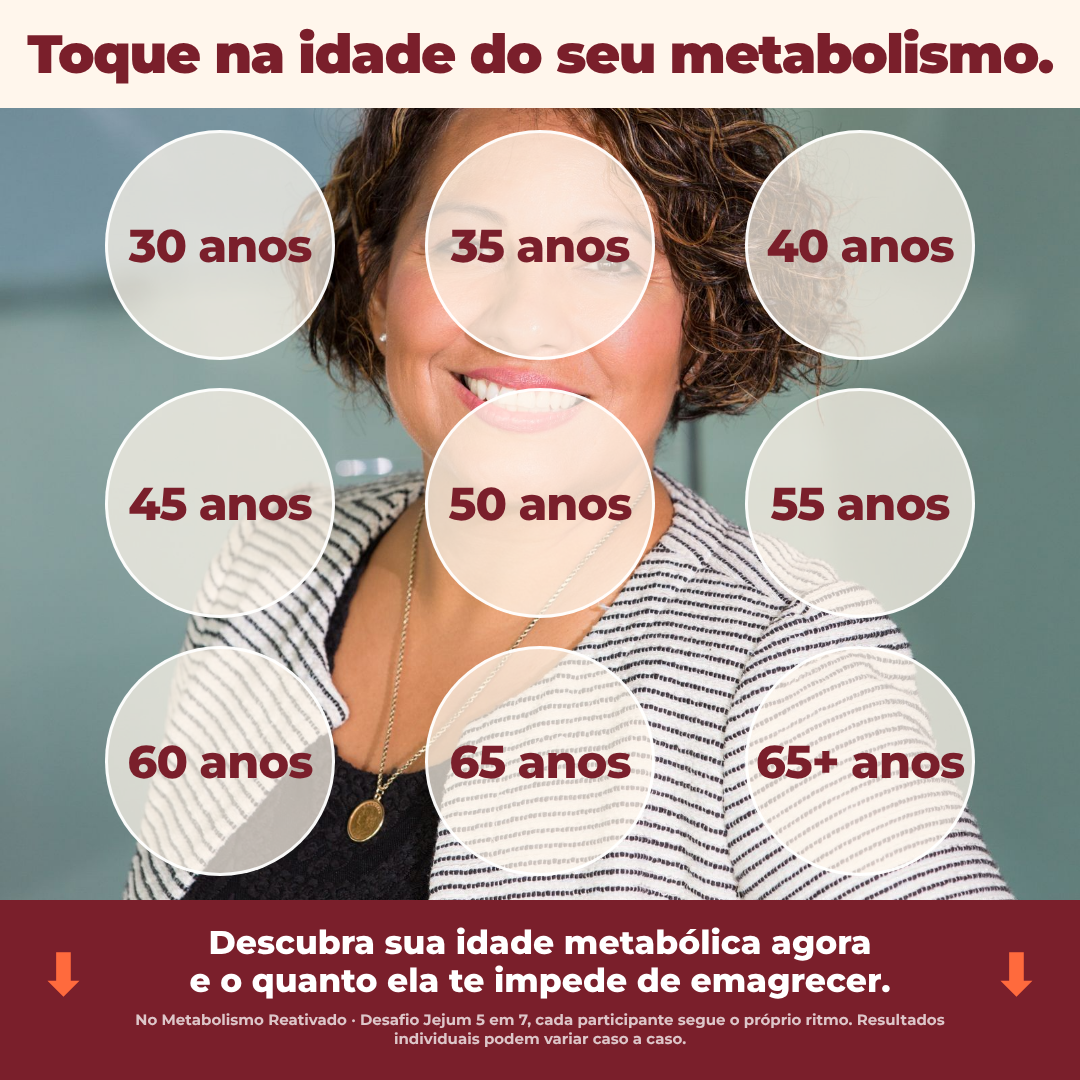 Toque na idade do seu metabolismo.
30 anos
35 anos
40 anos
45 anos
50 anos
55 anos
60 anos
65 anos
65+ anos
Descubra sua idade metabólica agora
e o quanto ela te impede de emagrecer.
No Metabolismo Reativado · Desafio Jejum 5 em 7, cada participante segue o próprio ritmo. Resultados
individuais podem variar caso a caso.